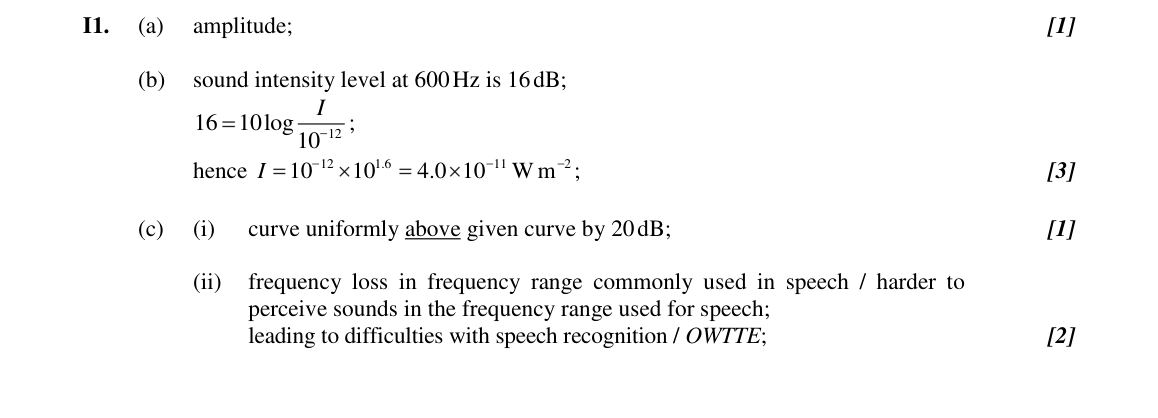 I1. (a) amplitude; [1]
(b) sound intensity level at 600 Hz is 16 dB;
16 = 10 log I/10⁻¹² ;
hence I = 10⁻¹² × 10¹·⁶ = 4.0 × 10⁻¹¹ W m⁻²; [3]
(c) (i) curve uniformly above given curve by 20 dB; [1]
(ii) frequency loss in frequency range commonly used in speech / harder to
perceive sounds in the frequency range used for speech;
leading to difficulties with speech recognition / OWTTE; [2]